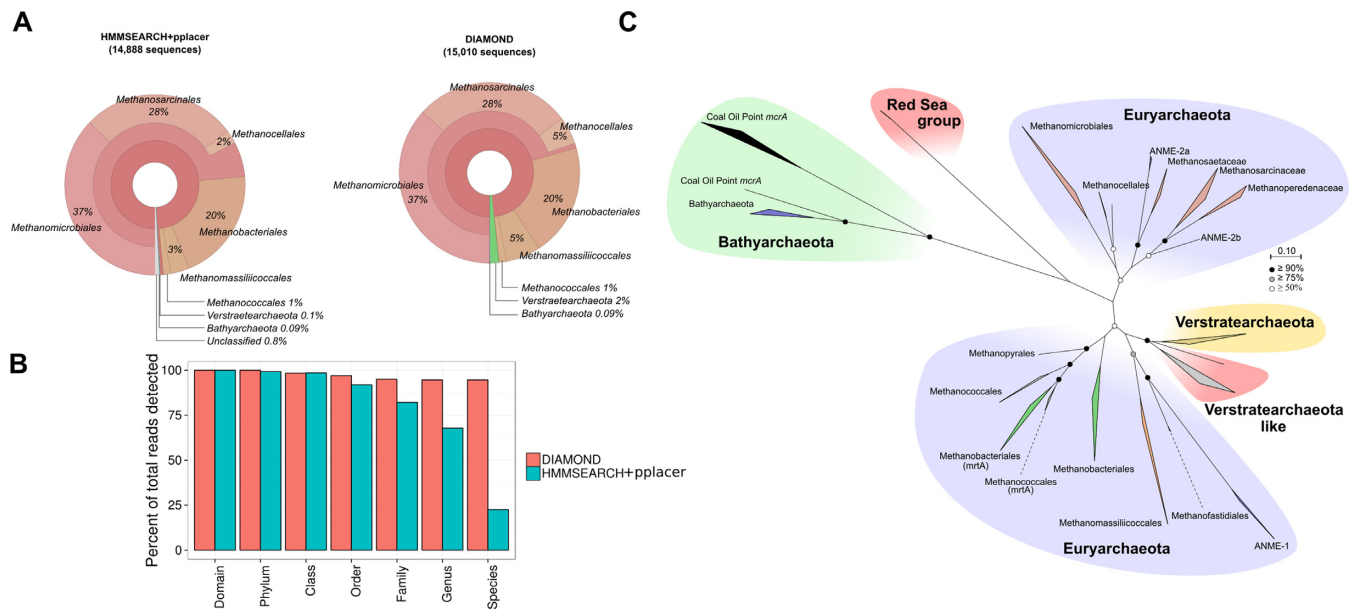 A
HMMSEARCH+pplacer
(14,888 sequences)
Methanosarcinales
28%
Methanocellales
2%
Methanomicrobiales
37%
20%
Methanobacteriales
3%
Methanomassiliicoccales
Methanococcales 1%
Verstraetearchaeota 0.1%
Bathyarchaeota 0.09%
Unclassified 0.8%
DIAMOND
(15,010 sequences)
Methanosarcinales
28%
Methanocellales
5%
Methanomicrobiales
37%
20%
Methanobacteriales
5%
Methanomassiliicoccales
Methanococcales 1%
Verstraetearchaeota 2%
Bathyarchaeota 0.09%
B
Percent of total reads detected
100
75
50
25
0
Domain
Phylum
Class
Order
Family
Genus
Species
DIAMOND
HMMSEARCH+pplacer
C
Coal Oil Point mcrA
Coal Oil Point mcrA
Bathyarchaeota
Bathyarchaeota
Red Sea
group
Euryarchaeota
Methanomicrobiales
ANME-2a
Methanosaetaceae
Methanosarcinaceae
Methanocellales
Methanoperedenaceae
ANME-2b
0.10
≥ 90%
≥ 75%
≥ 50%
Verstratearchaeota
Verstratearchaeota
like
Methanopyrales
Methanococcales
Methanobacteriales
(mrtA)
Methanococcales
(mrtA)
Methanobacteriales
Methanomassiliicoccales
Methanofastidiales
ANME-1
Euryarchaeota